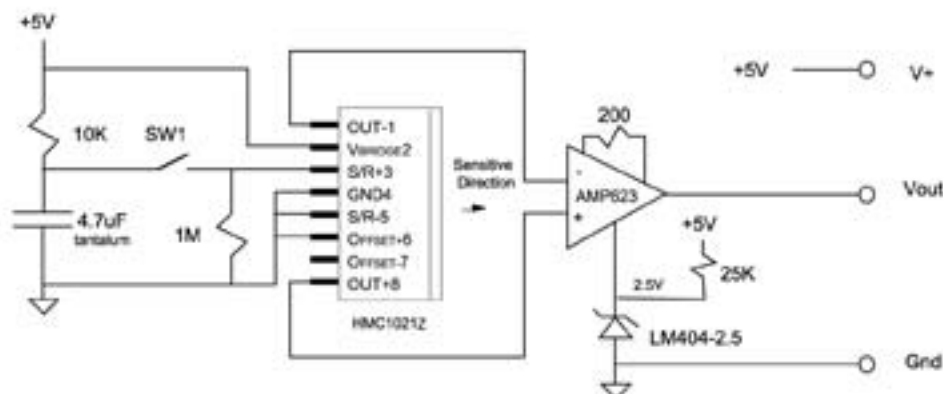 +5V
10K
SW1
4.7uF
tantalum
1M
OUT-1
VBRIDGE2
S/R+3
GND4
S/R-5
OFFSET+6
OFFSET-7
OUT+8
HMC1021Z
Sensitive
Direction
200
-
AMP623
+
+5V
25K
2.5V
LM404-2.5
+5V
V+
Vout
Gnd